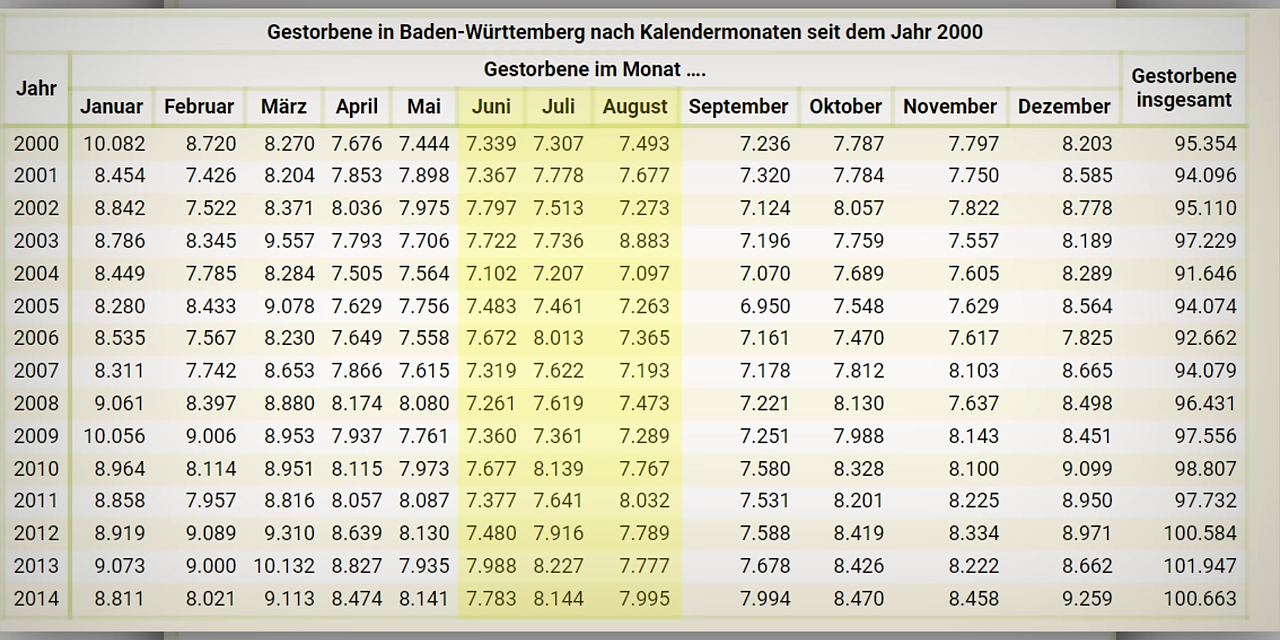 Gestorbene in Baden-Württemberg nach Kalendermonaten seit dem Jahr 2000
Jahr Gestorbene im Monat .... Gestorbene insgesamt
Januar Februar März April Mai Juni Juli August September Oktober November Dezember
2000 10.082 8.720 8.270 7.676 7.444 7.339 7.307 7.493 7.236 7.787 7.797 8.203 95.354
2001 8.454 7.426 8.204 7.853 7.898 7.367 7.778 7.677 7.320 7.784 7.750 8.585 94.096
2002 8.842 7.522 8.371 8.036 7.975 7.797 7.513 7.273 7.124 8.057 7.822 8.778 95.110
2003 8.786 8.345 9.557 7.793 7.706 7.722 7.736 8.883 7.196 7.759 7.557 8.189 97.229
2004 8.449 7.785 8.284 7.505 7.564 7.102 7.207 7.097 7.070 7.689 7.605 8.289 91.646
2005 8.280 8.433 9.078 7.629 7.756 7.483 7.461 7.263 6.950 7.548 7.629 8.564 94.074
2006 8.535 7.567 8.230 7.649 7.558 7.672 8.013 7.365 7.161 7.470 7.617 7.825 92.662
2007 8.311 7.742 8.653 7.866 7.615 7.319 7.622 7.193 7.178 7.812 8.103 8.665 94.079
2008 9.061 8.397 8.880 8.174 8.080 7.261 7.619 7.473 7.221 8.130 7.637 8.498 96.431
2009 10.056 9.006 8.953 7.937 7.761 7.360 7.361 7.289 7.251 7.988 8.143 8.451 97.556
2010 8.964 8.114 8.951 8.115 7.973 7.677 8.139 7.767 7.580 8.328 8.100 9.099 98.807
2011 8.858 7.957 8.816 8.057 8.087 7.377 7.641 8.032 7.531 8.201 8.225 8.950 97.732
2012 8.919 9.089 9.310 8.639 8.130 7.480 7.916 7.789 7.588 8.419 8.334 8.971 100.584
2013 9.073 9.000 10.132 8.827 7.935 7.988 8.227 7.777 7.678 8.426 8.222 8.662 101.947
2014 8.811 8.021 9.113 8.474 8.141 7.783 8.144 7.995 7.994 8.470 8.458 9.259 100.663